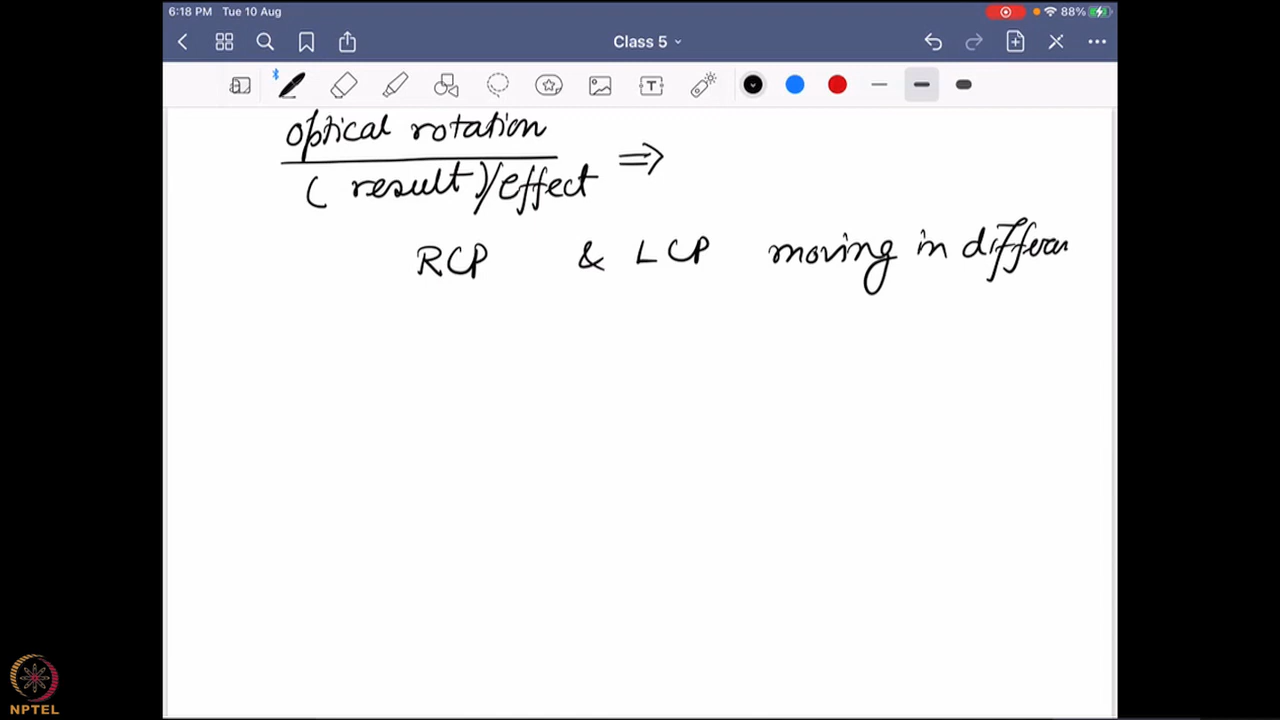 6:18 PM Tue 10 Aug
88%
Class 5
T
optical rotation
(result)/effect ⇒
RCP & LCP moving in differen
NPTEL